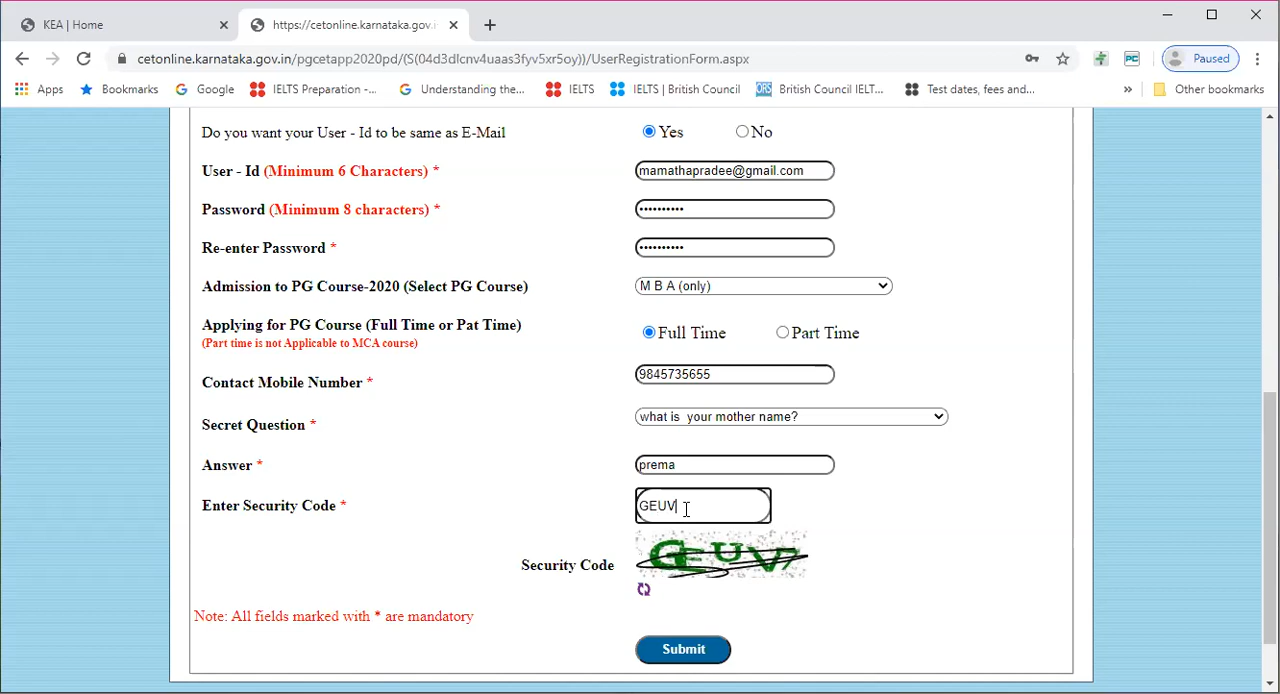 KEA | Home
https://cetonline.karnataka.gov.i
cetonline.karnataka.gov.in/pgcetapp2020pd/(S(04d3dlcnv4uaas3fyv5xr5oy))/UserRegistrationForm.aspx
Paused
Apps Bookmarks Google IELTS Preparation -... Understanding the... IELTS IELTS | British Council British Council IELT... Test dates, fees and... » Other bookmarks
Do you want your User - Id to be same as E-Mail Yes No
User - Id (Minimum 6 Characters) * mamathapradee@gmail.com
Password (Minimum 8 characters) * ••••••••••
Re-enter Password * ••••••••••
Admission to PG Course-2020 (Select PG Course) M B A (only)
Applying for PG Course (Full Time or Pat Time) Full Time Part Time
(Part time is not Applicable to MCA course)
Contact Mobile Number * 9845735655
Secret Question * what is your mother name?
Answer * prema
Enter Security Code * GEUV
Security Code
Note: All fields marked with * are mandatory
Submit